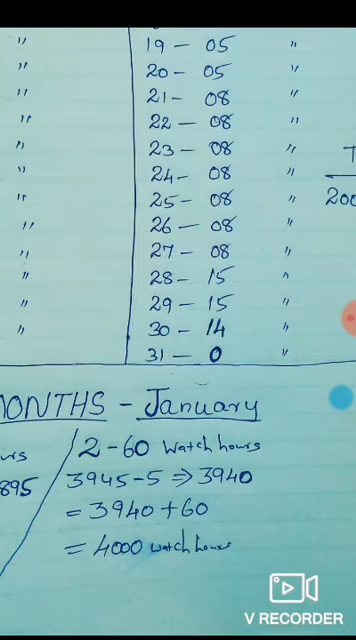 19 - 05 "
20 - 05 "
21 - 08 "
22 - 08 "
23 - 08 "
24 - 08 "
25 - 08 "
26 - 08 "
27 - 08 "
28 - 15 "
29 - 15 "
30 - 14 "
31 - 0 "
MONTHS - January
2 - 60 Watch hours
3945 - 5 ⇒ 3940
895
= 3940 + 60
= 4000 watch hours
V RECORDER